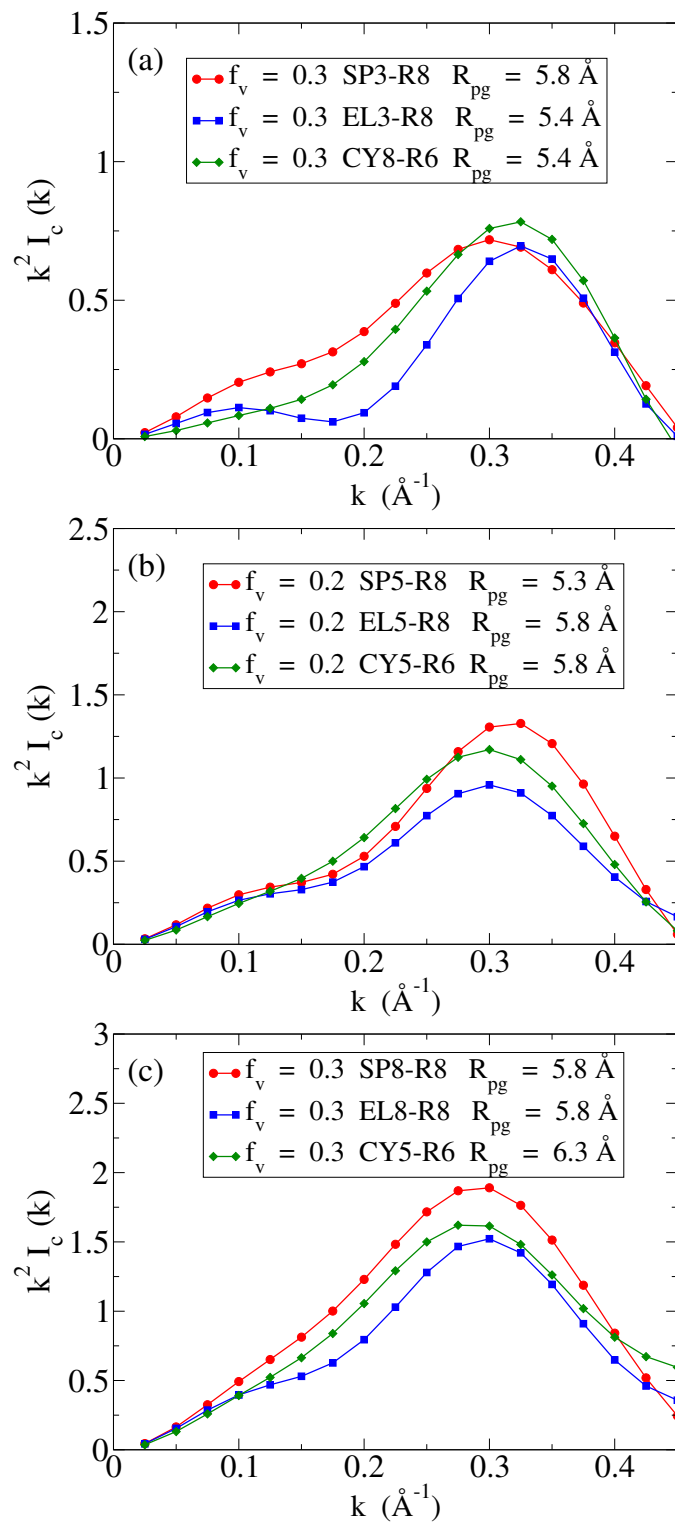 1.5
(a)
f_v = 0.3 SP3-R8 R_pg = 5.8 Å
f_v = 0.3 EL3-R8 R_pg = 5.4 Å
f_v = 0.3 CY8-R6 R_pg = 5.4 Å
1
k² I_c (k)
0.5
0
0 0.1 0.2 0.3 0.4
k (Å⁻¹)
2.5
(b)
f_v = 0.2 SP5-R8 R_pg = 5.3 Å
f_v = 0.2 EL5-R8 R_pg = 5.8 Å
f_v = 0.2 CY5-R6 R_pg = 5.8 Å
2
1.5
k² I_c (k)
1
0.5
0
0 0.1 0.2 0.3 0.4
k (Å⁻¹)
3
(c)
f_v = 0.3 SP8-R8 R_pg = 5.8 Å
f_v = 0.3 EL8-R8 R_pg = 5.8 Å
f_v = 0.3 CY5-R6 R_pg = 6.3 Å
2.5
2
1.5
k² I_c (k)
1
0.5
0
0 0.1 0.2 0.3 0.4
k (Å⁻¹)